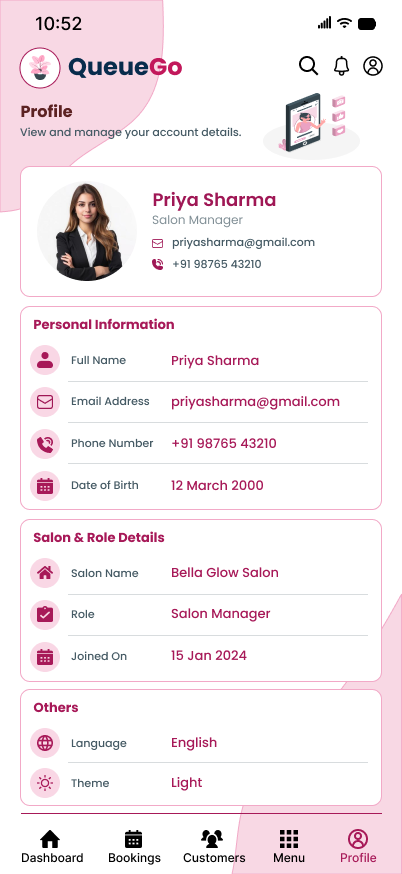 10:52
QueueGo
Profile
View and manage your account details.
Priya Sharma
Salon Manager
priyasharma@gmail.com
+91 98765 43210
Personal Information
Full Name Priya Sharma
Email Address priyasharma@gmail.com
Phone Number +91 98765 43210
Date of Birth 12 March 2000
Salon & Role Details
Salon Name Bella Glow Salon
Role Salon Manager
Joined On 15 Jan 2024
Others
Language English
Theme Light
Dashboard Bookings Customers Menu Profile